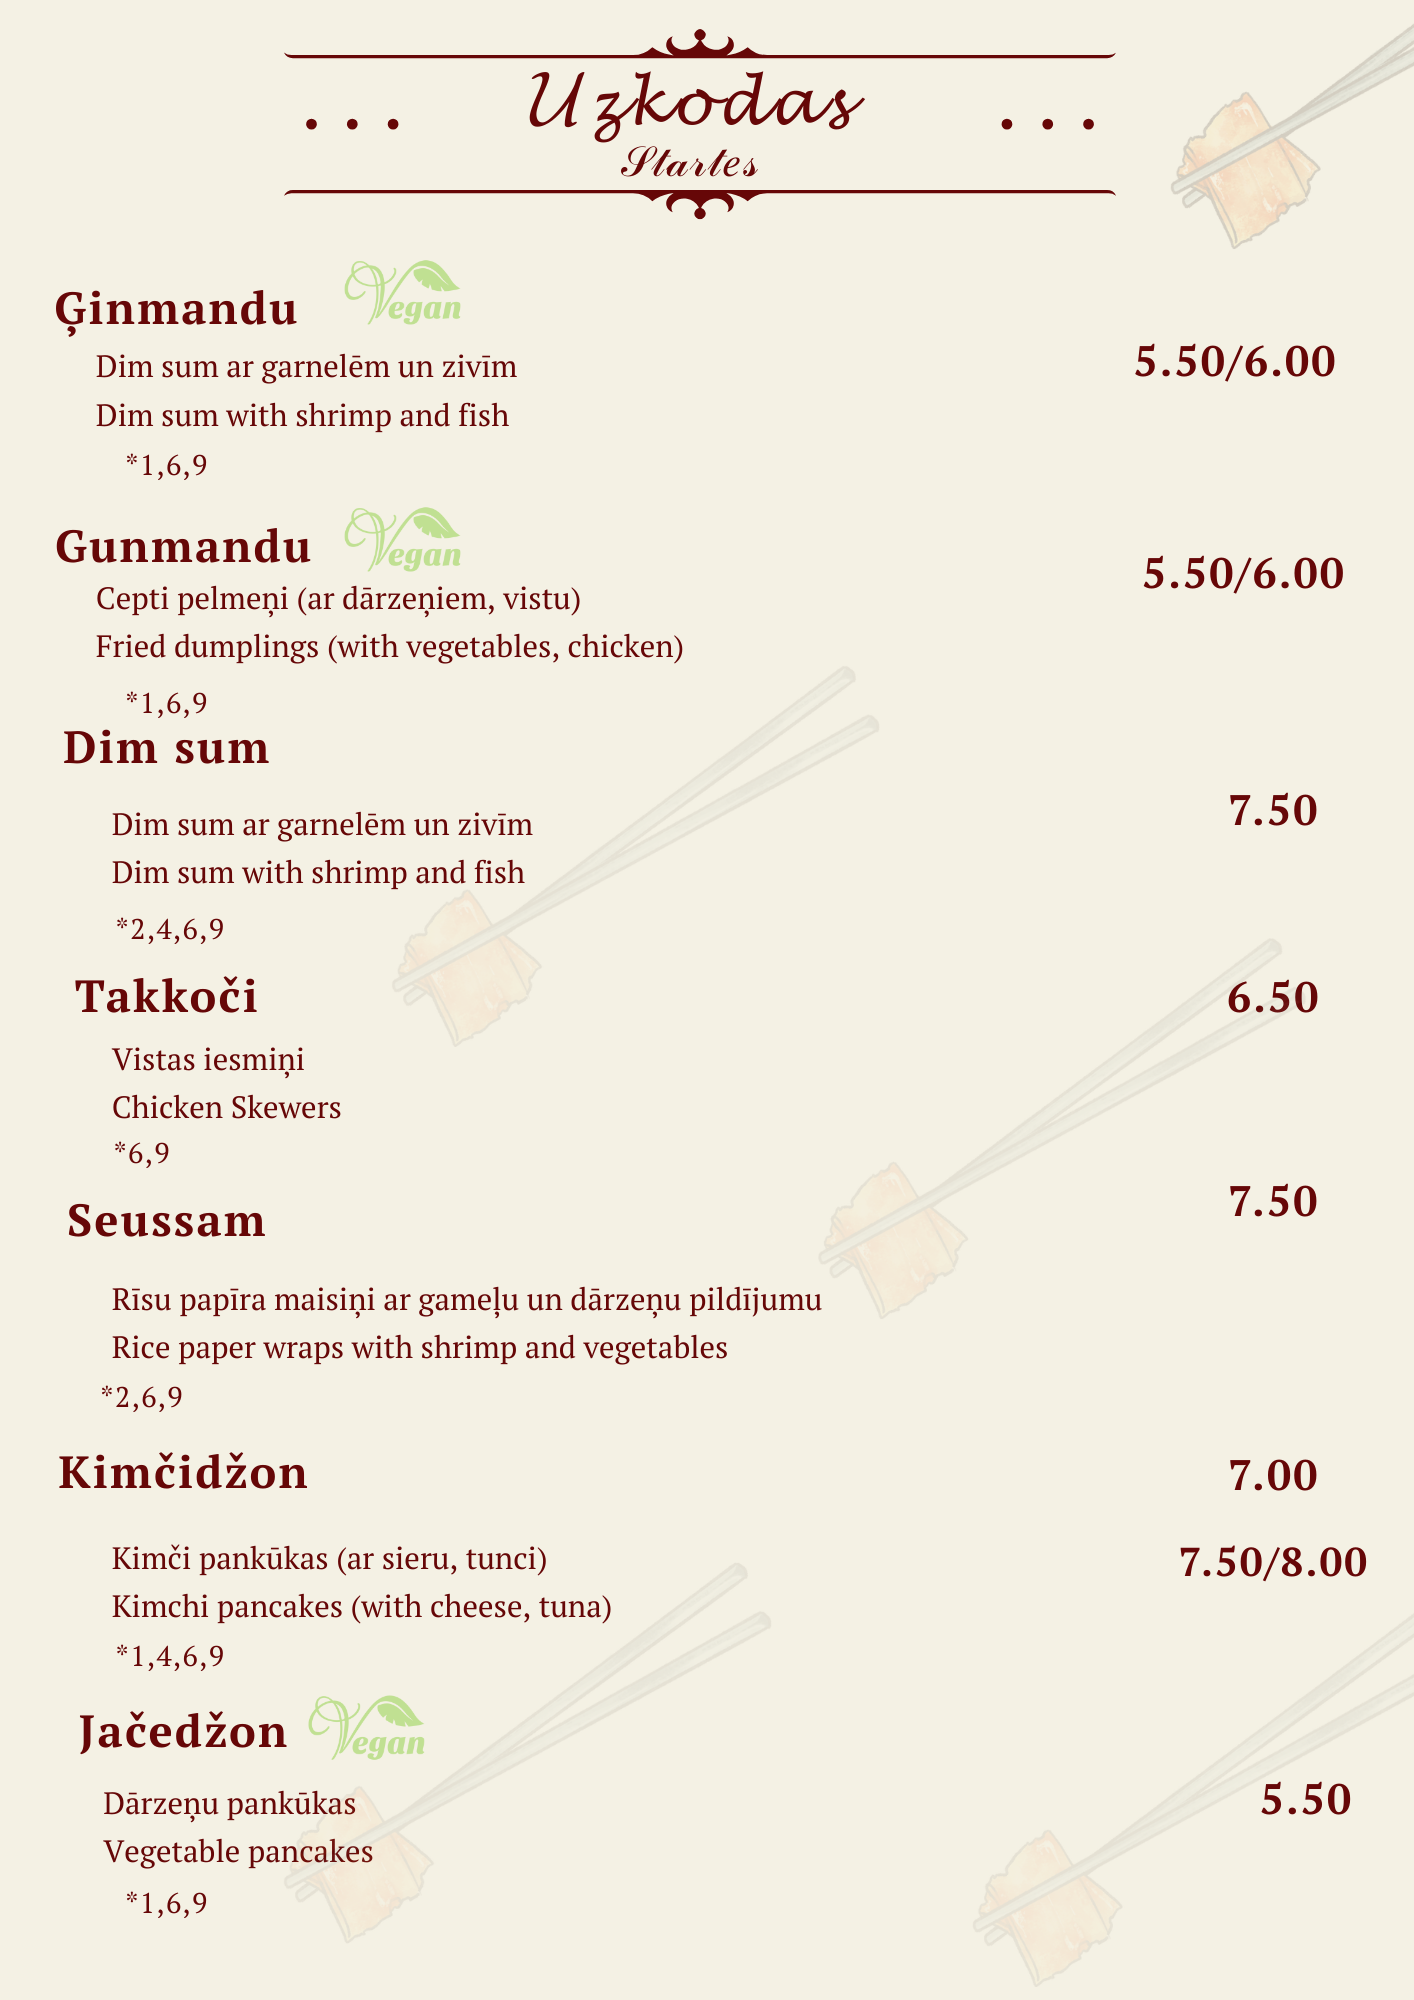 Uzkodas
Startes
Ģinmandu Vegan
Dim sum ar garnelēm un zivīm
5.50/6.00
Dim sum with shrimp and fish
*1,6,9
Gunmandu Vegan
5.50/6.00
Cepti pelmeņi (ar dārzeņiem, vistu)
Fried dumplings (with vegetables, chicken)
*1,6,9
Dim sum
7.50
Dim sum ar garnelēm un zivīm
Dim sum with shrimp and fish
*2,4,6,9
Takkoči 6.50
Vistas iesmiņi
Chicken Skewers
*6,9
Seussam 7.50
Rīsu papīra maisiņi ar gameļu un dārzeņu pildījumu
Rice paper wraps with shrimp and vegetables
*2,6,9
Kimčidžon 7.00
Kimči pankūkas (ar sieru, tunci) 7.50/8.00
Kimchi pancakes (with cheese, tuna)
*1,4,6,9
Jačedžon Vegan
Dārzeņu pankūkas 5.50
Vegetable pancakes
*1,6,9